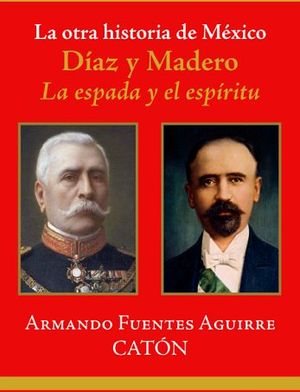 La otra historia de México
Díaz y Madero
La espada y el espíritu
ARMANDO FUENTES AGUIRRE
CATÓN